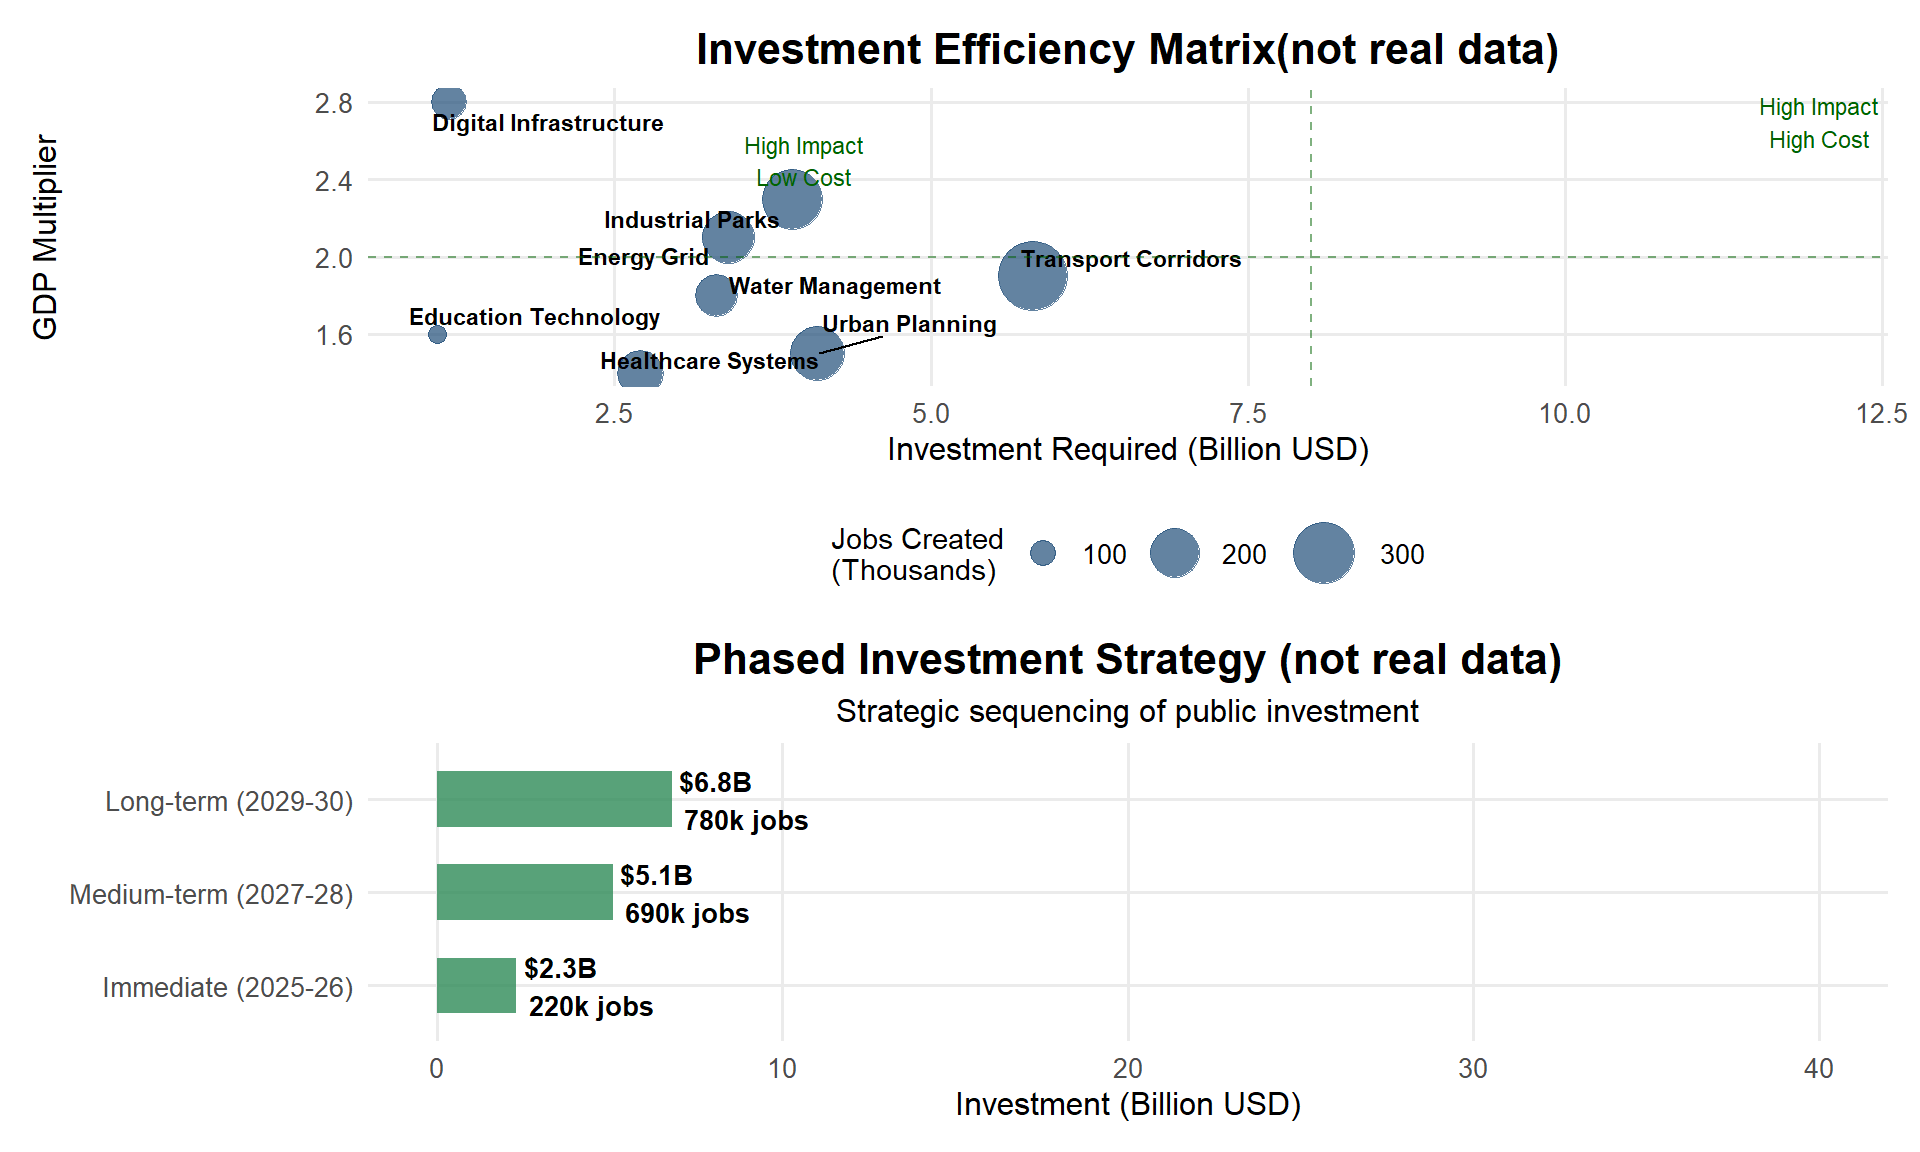 Investment Efficiency Matrix(not real data)
GDP Multiplier
2.8
2.4
2.0
1.6
Digital Infrastructure
High Impact
Low Cost
High Impact
High Cost
Industrial Parks
Energy Grid
Transport Corridors
Water Management
Education Technology
Urban Planning
Healthcare Systems
2.5
5.0
7.5
10.0
12.5
Investment Required (Billion USD)
Jobs Created
(Thousands)
100
200
300
Phased Investment Strategy (not real data)
Strategic sequencing of public investment
Long-term (2029-30)
$6.8B
780k jobs
Medium-term (2027-28)
$5.1B
690k jobs
Immediate (2025-26)
$2.3B
220k jobs
0
10
20
30
40
Investment (Billion USD)